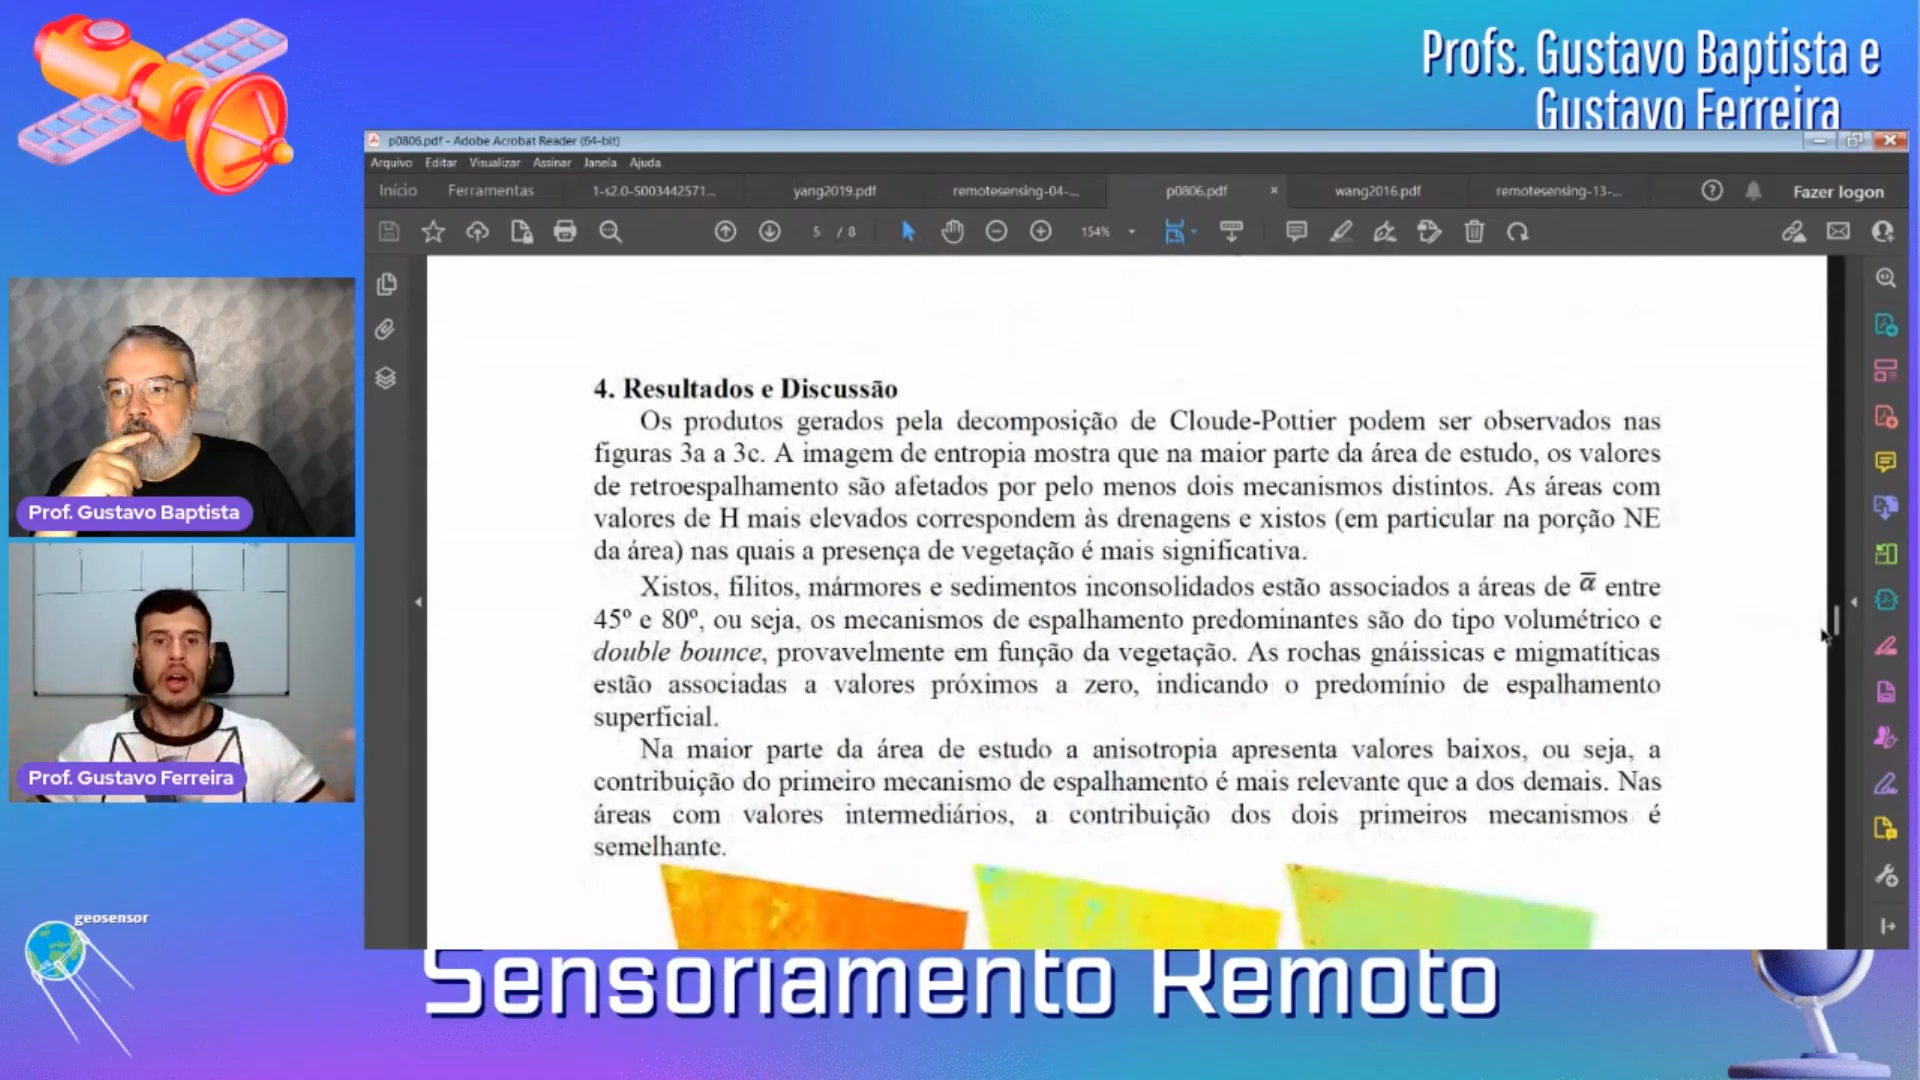 Profs. Gustavo Baptista e
Gustavo Ferreira
p0806.pdf - Adobe Acrobat Reader (64-bit)
Arquivo Editar Visualizar Assinar Janela Ajuda
Início Ferramentas 1-s2.0-S003442571... yang2019.pdf remotesensing-04-... p0806.pdf × wang2016.pdf remotesensing-13-... Fazer logon
5 / 8 154%
4. Resultados e Discussão
Os produtos gerados pela decomposição de Cloude-Pottier podem ser observados nas
figuras 3a a 3c. A imagem de entropia mostra que na maior parte da área de estudo, os valores
de retroespalhamento são afetados por pelo menos dois mecanismos distintos. As áreas com
valores de H mais elevados correspondem às drenagens e xistos (em particular na porção NE
da área) nas quais a presença de vegetação é mais significativa.
Xistos, filitos, mármores e sedimentos inconsolidados estão associados a áreas de ᾱ entre
45º e 80º, ou seja, os mecanismos de espalhamento predominantes são do tipo volumétrico e
double bounce, provavelmente em função da vegetação. As rochas gnáissicas e migmatíticas
estão associadas a valores próximos a zero, indicando o predomínio de espalhamento
superficial.
Na maior parte da área de estudo a anisotropia apresenta valores baixos, ou seja, a
contribuição do primeiro mecanismo de espalhamento é mais relevante que a dos demais. Nas
áreas com valores intermediários, a contribuição dos dois primeiros mecanismos é
semelhante.
Prof. Gustavo Baptista
Prof. Gustavo Ferreira
geosensor
Sensoriamento Remoto